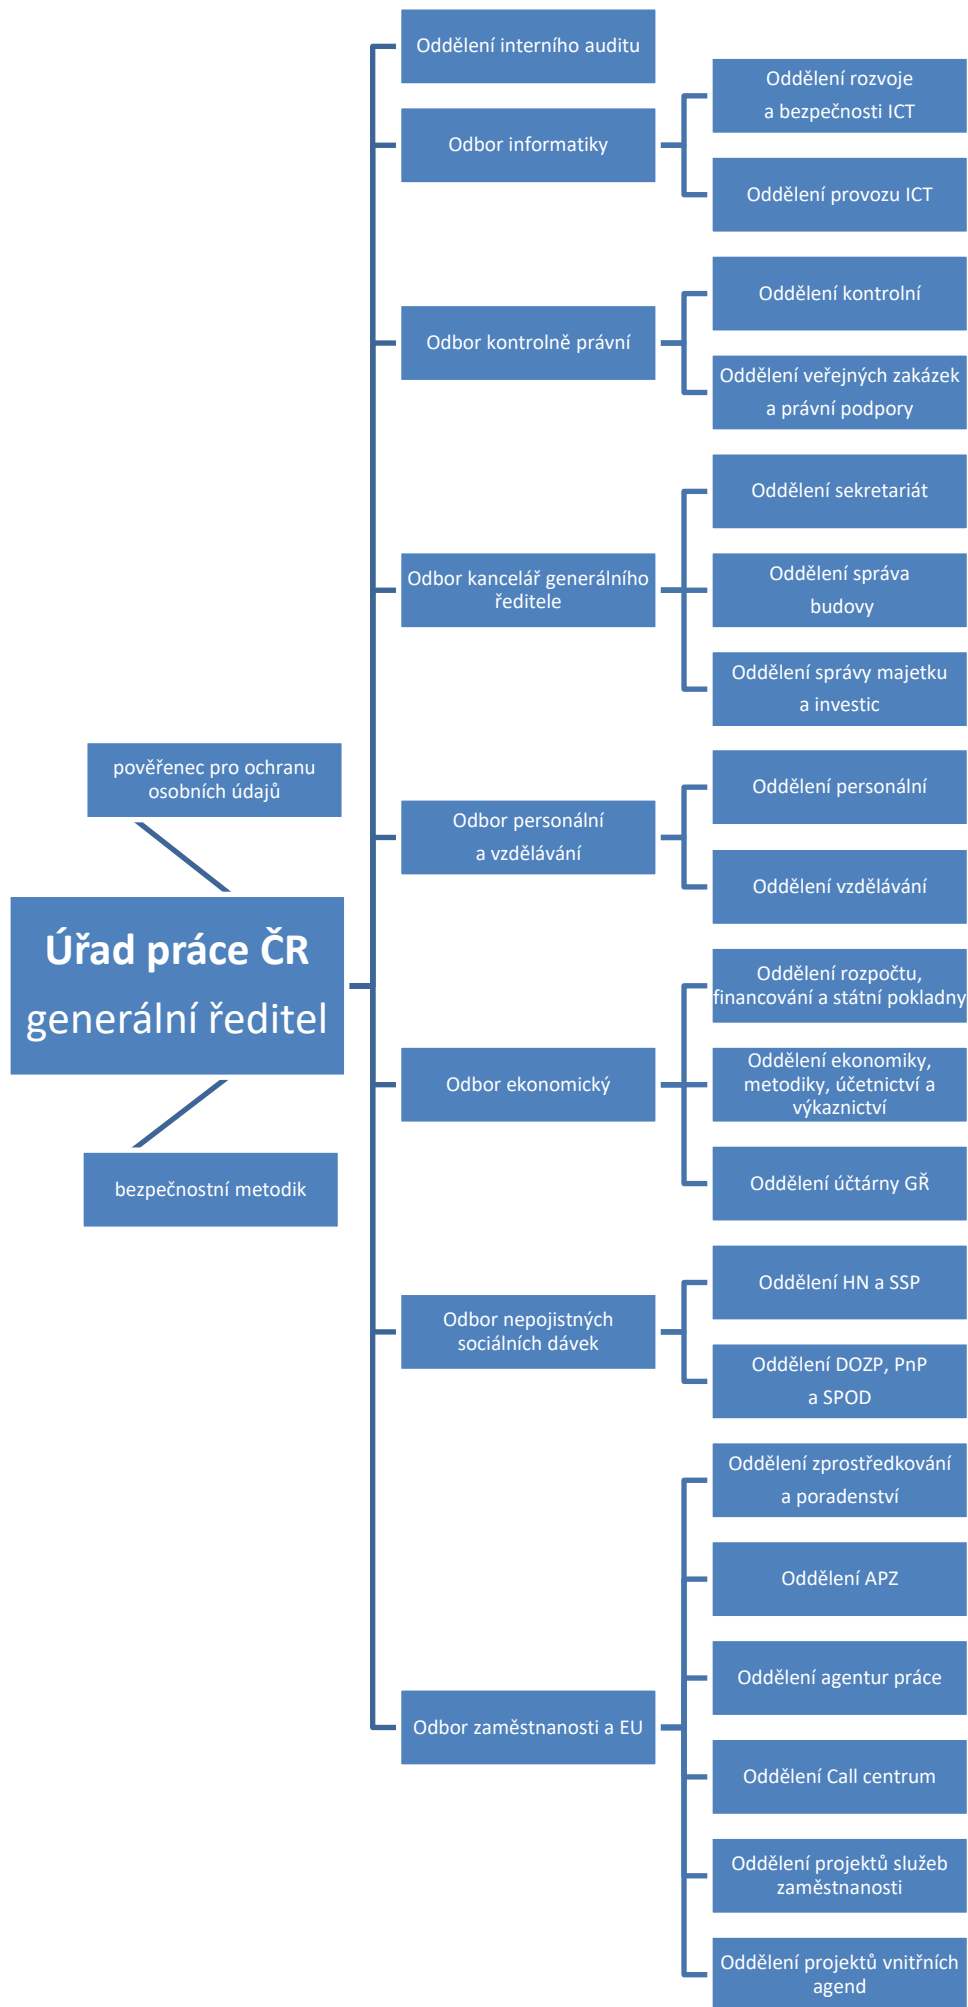 Oddělení interního auditu
Odbor informatiky
Oddělení rozvoje
a bezpečnosti ICT
Oddělení provozu ICT
Odbor kontrolně právní
Oddělení kontrolní
Oddělení veřejných zakázek
a právní podpory
Odbor kancelář generálního
ředitele
Oddělení sekretariát
Oddělení správa
budovy
Oddělení správy majetku
a investic
pověřenec pro ochranu
osobních údajů
Úřad práce ČR
generální ředitel
bezpečnostní metodik
Odbor personální
a vzdělávání
Oddělení personální
Oddělení vzdělávání
Odbor ekonomický
Oddělení rozpočtu,
financování a státní pokladny
Oddělení ekonomiky,
metodiky, účetnictví a
výkaznictví
Oddělení účtárny GŘ
Odbor nepojistných
sociálních dávek
Oddělení HN a SSP
Oddělení DOZP, PnP
a SPOD
Odbor zaměstnanosti a EU
Oddělení zprostředkování
a poradenství
Oddělení APZ
Oddělení agentur práce
Oddělení Call centrum
Oddělení projektů služeb
zaměstnanosti
Oddělení projektů vnitřních
agend